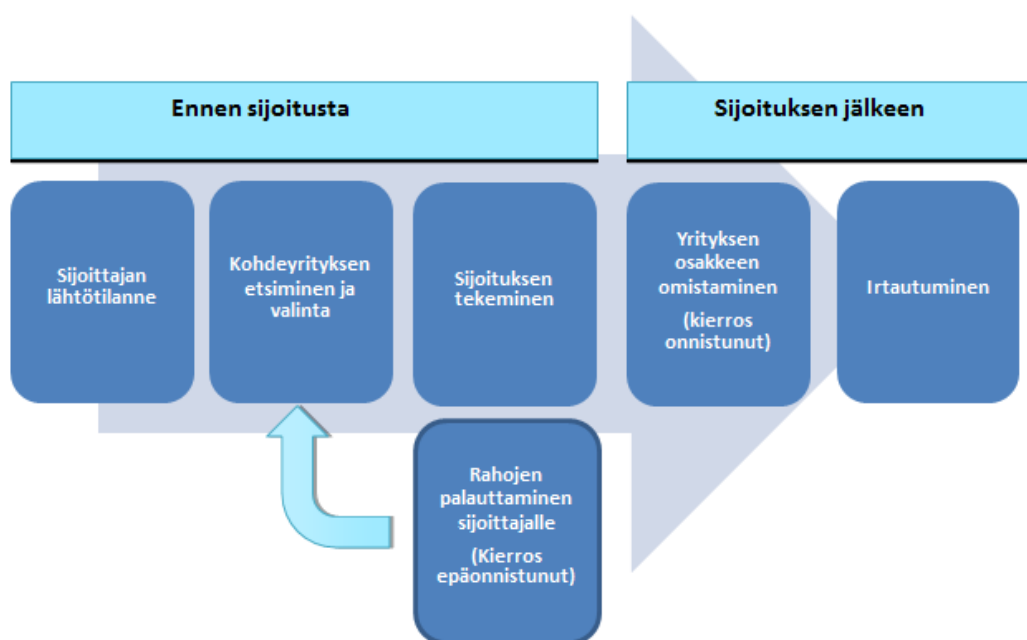 Ennen sijoitusta
Sijoituksen jälkeen
Sijoittajan
lähtötilanne
Kohdeyrityksen
etsiminen ja
valinta
Sijoituksen
tekeminen
Yrityksen
osakkeen
omistaminen
(kierros
onnistunut)
Irtautuminen
Rahojen
palauttaminen
sijoittajalle
(Kierros
epäonnistunut)